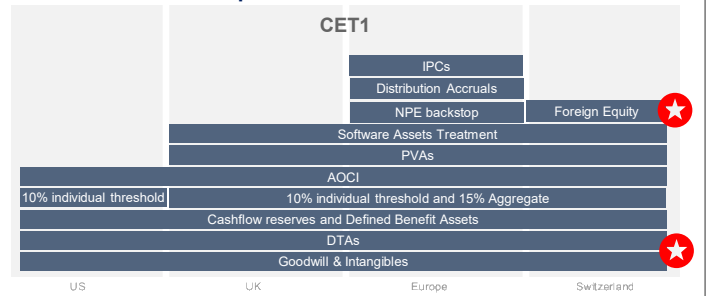 CET1
IPCs
Distribution Accruals
NPE backstop
Foreign Equity
Software Assets Treatment
PVAs
AOCI
10% individual threshold
10% individual threshold and 15% Aggregate
Cashflow reserves and Defined Benefit Assets
DTAs
Goodwill & Intangibles
US
UK
Europe
Switzerland